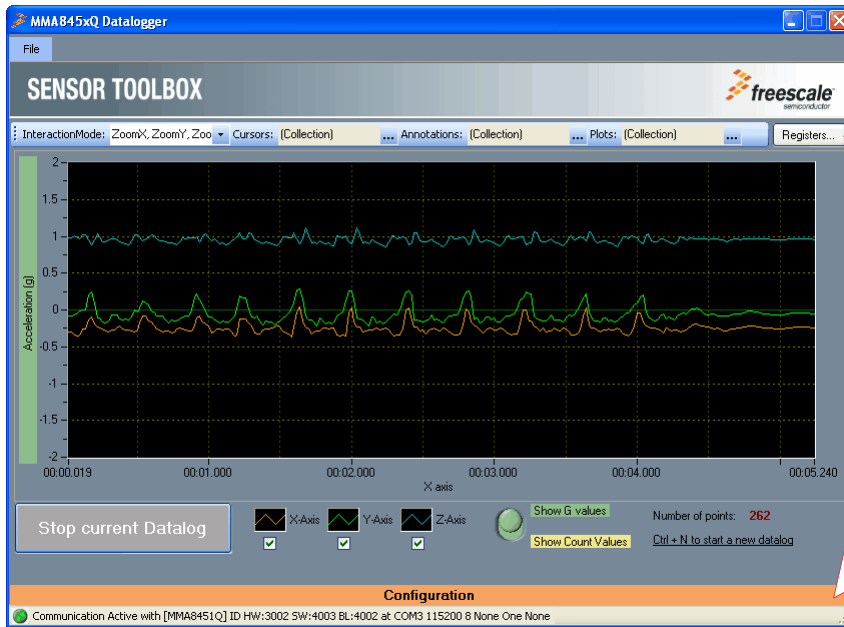 MMA845xQ Datalogger
File
SENSOR TOOLBOX
freescale
semiconductor
InteractionMode: ZoomX, ZoomY, Zoo Cursors: (Collection) ... Annotations: (Collection) ... Plots: (Collection) ... Registers...
2
1.5
1
0.5
0
-0.5
-1
-1.5
-2
Acceleration (g)
00:00.019 00:01.000 00:02.000 00:03.000 00:04.000 00:05.240
X axis
Stop current Datalog
X-Axis Y-Axis Z-Axis
Show G values
Show Count Values
Number of points: 262
Ctrl + N to start a new datalog
Configuration
Communication Active with [MMA8451Q] ID HW:3002 SW:4003 BL:4002 at COM3 115200 8 None One None